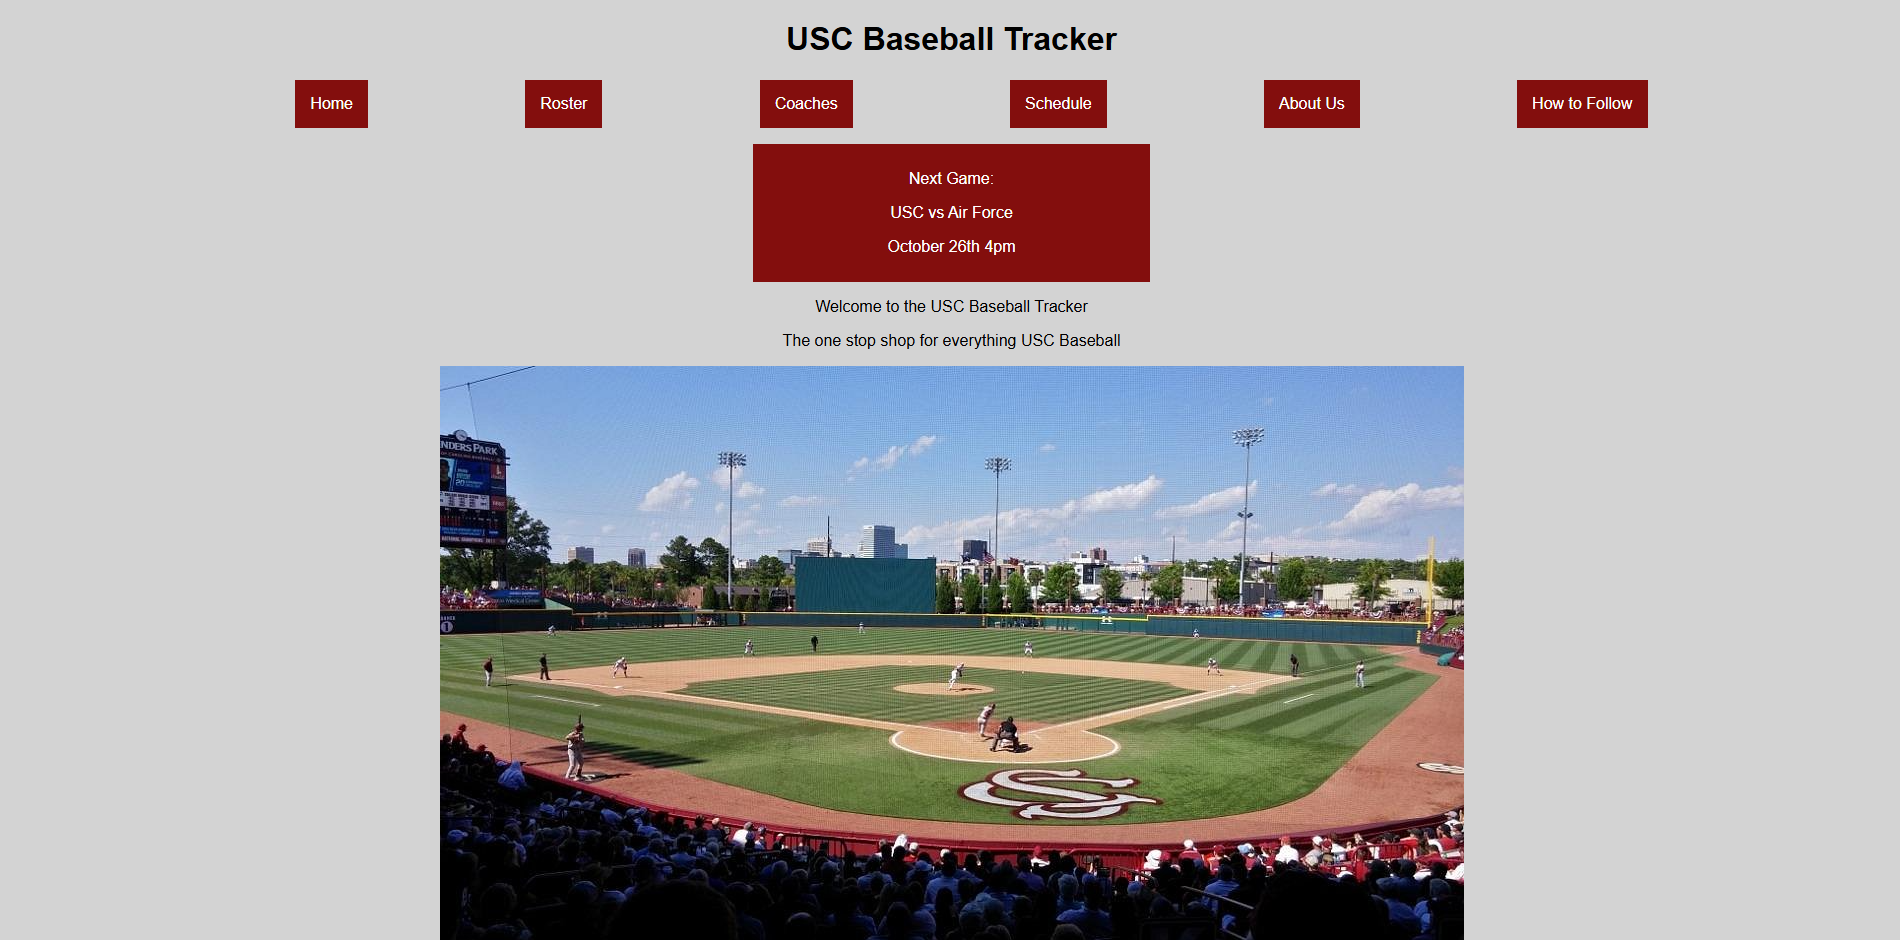 USC Baseball Tracker
Home
Roster
Coaches
Schedule
About Us
How to Follow
Next Game:
USC vs Air Force
October 26th 4pm
Welcome to the USC Baseball Tracker
The one stop shop for everything USC Baseball
NDERS PARK